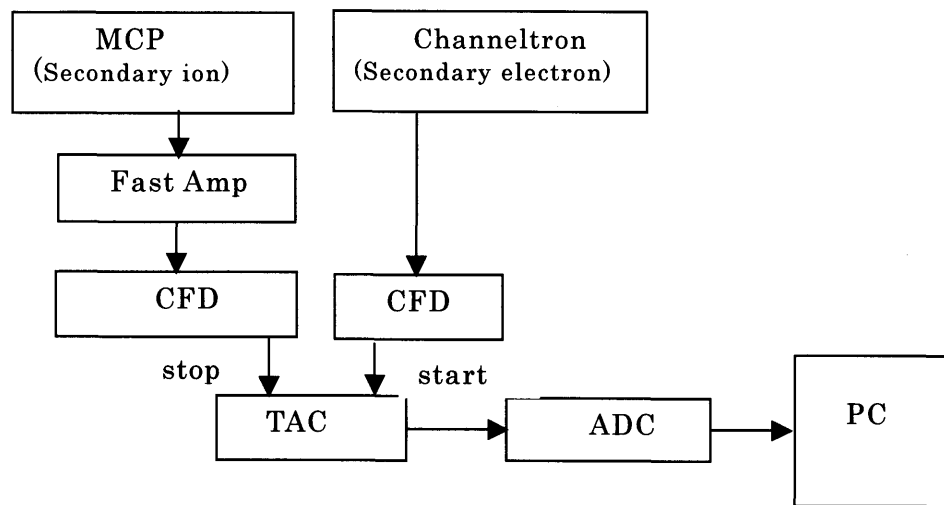 MCP
(Secondary ion)
Channeltron
(Secondary electron)
Fast Amp
CFD
CFD
stop
start
TAC
ADC
PC